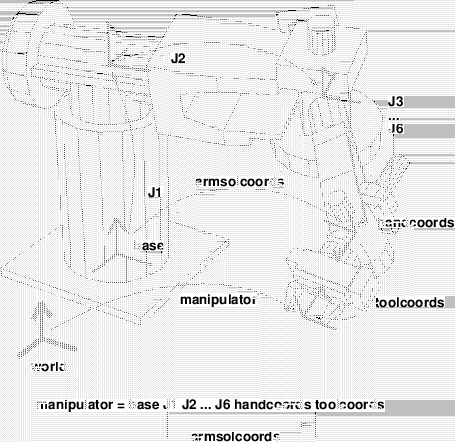 J2
J3
...
J6
armsolcoords
J1
handcoords
base
manipulator
toolcoords
world
manipulator = base J1 J2 ... J6 handcoords toolcoords
armsolcoords